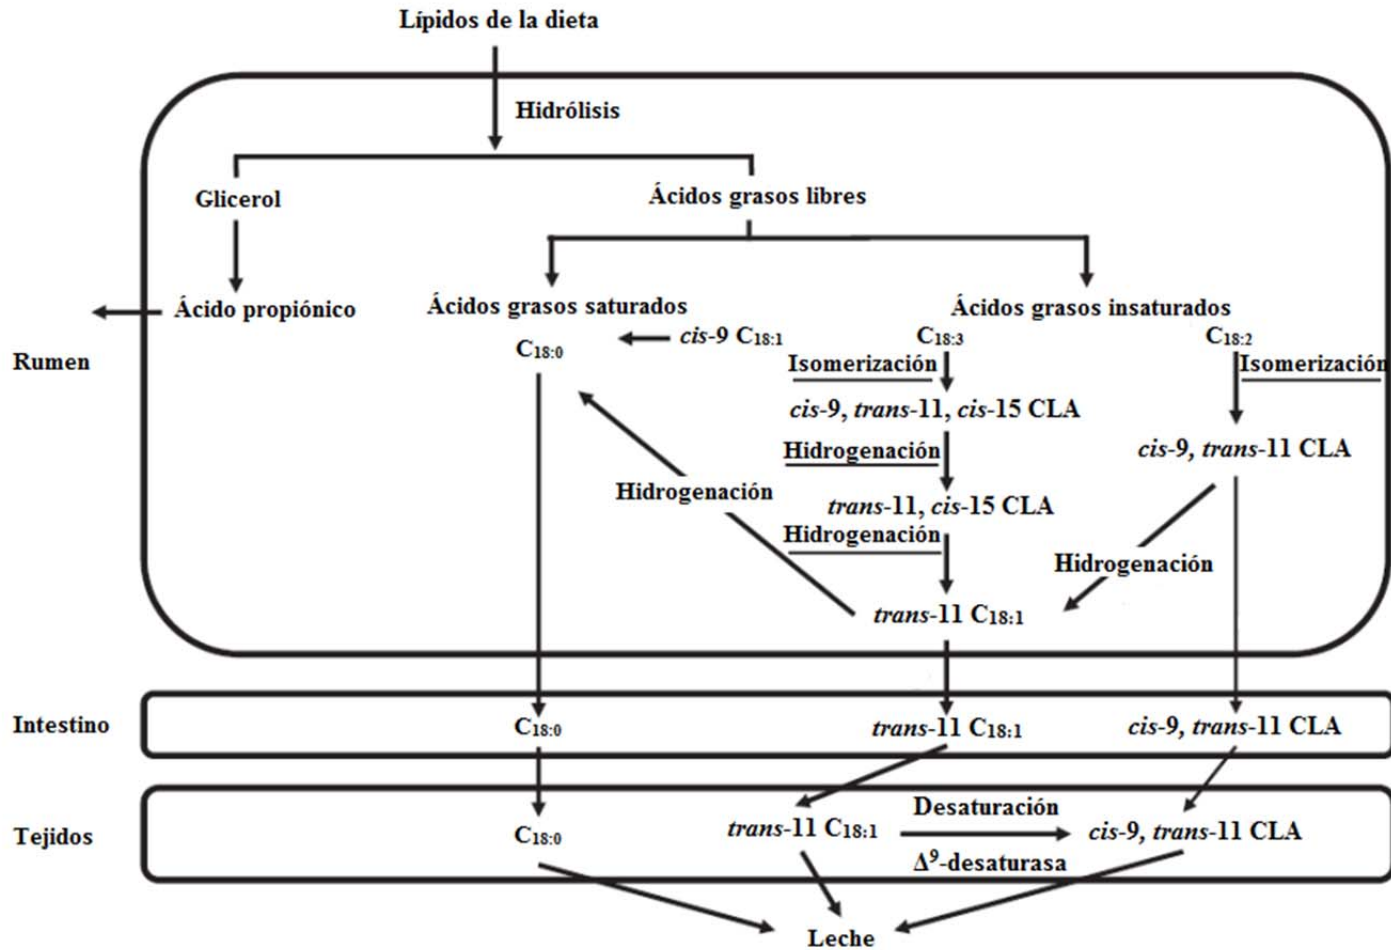 Lípidos de la dieta
Hidrólisis
Glicerol
Ácidos grasos libres
Ácido propiónico
Ácidos grasos saturados
Ácidos grasos insaturados
C18:0
cis-9 C18:1
C18:3
C18:2
Rumen
Isomerización
Isomerización
cis-9, trans-11, cis-15 CLA
Hidrogenación
cis-9, trans-11 CLA
Hidrogenación
trans-11, cis-15 CLA
Hidrogenación
Hidrogenación
trans-11 C18:1
Intestino
C18:0
trans-11 C18:1
cis-9, trans-11 CLA
Tejidos
C18:0
trans-11 C18:1
Desaturación
Δ⁹-desaturasa
cis-9, trans-11 CLA
Leche